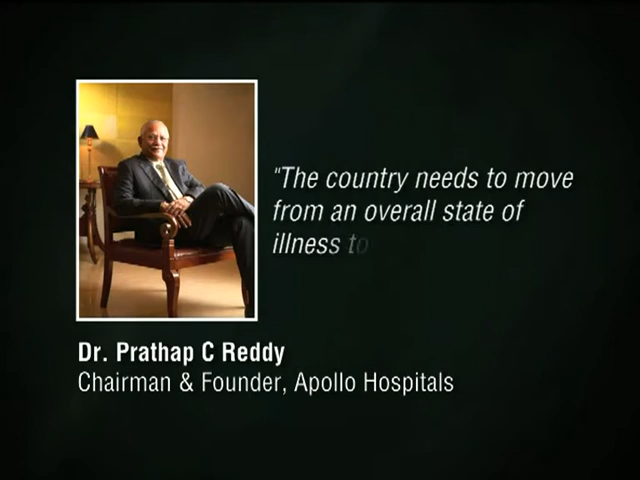 "The country needs to move
from an overall state of
illness to
Dr. Prathap C Reddy
Chairman & Founder, Apollo Hospitals